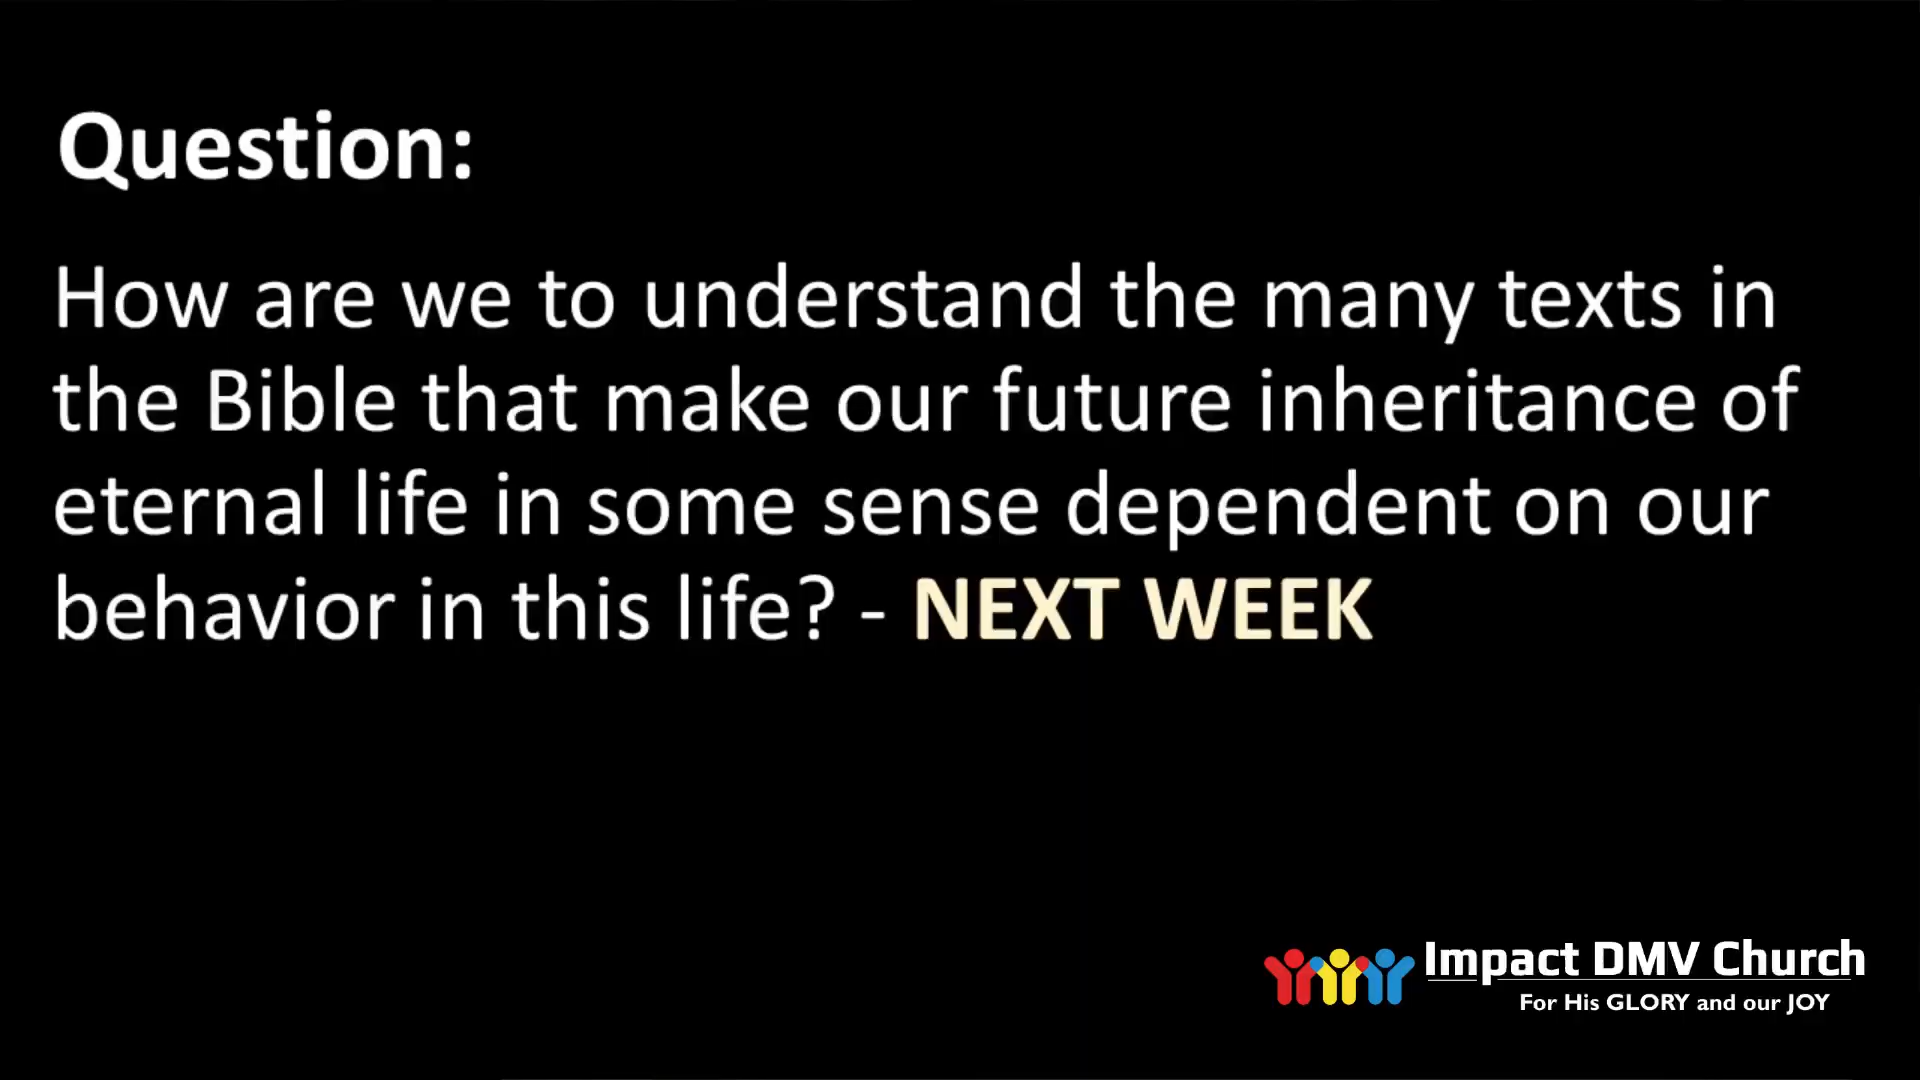 Question:
How are we to understand the many texts in
the Bible that make our future inheritance of
eternal life in some sense dependent on our
behavior in this life? - NEXT WEEK
Impact DMV Church
For His GLORY and our JOY